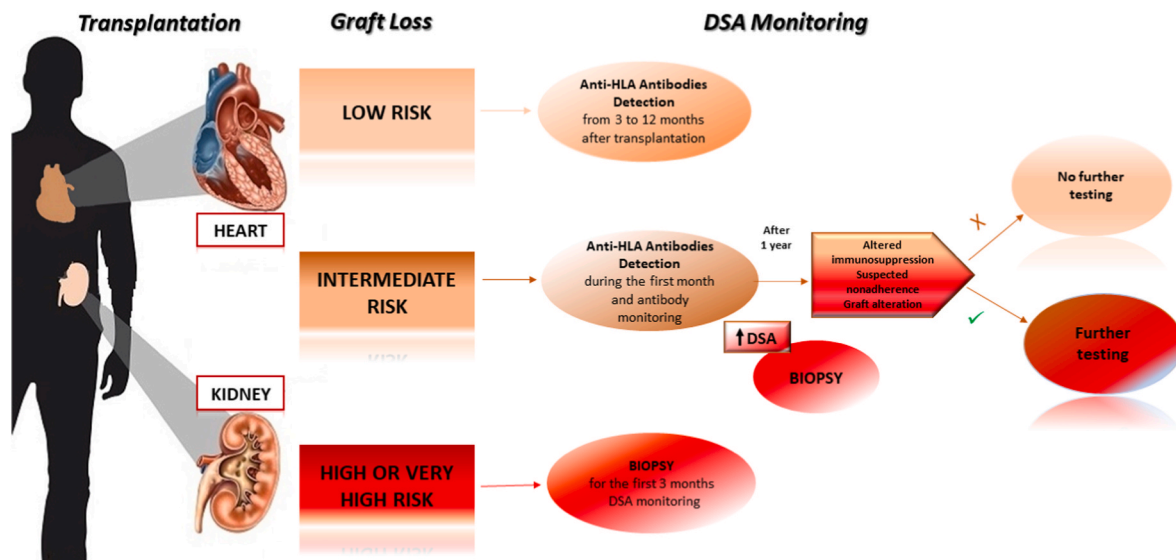 Transplantation
Graft Loss
DSA Monitoring
HEART
KIDNEY
LOW RISK
Anti-HLA Antibodies
Detection
from 3 to 12 months
after transplantation
INTERMEDIATE
RISK
Anti-HLA Antibodies
Detection
during the first month
and antibody
monitoring
↑DSA
BIOPSY
After
1 year
Altered
immunosuppression
Suspected
nonadherence
Graft alteration
X
No further
testing
✓
Further
testing
HIGH OR VERY
HIGH RISK
BIOPSY
for the first 3 months
DSA monitoring